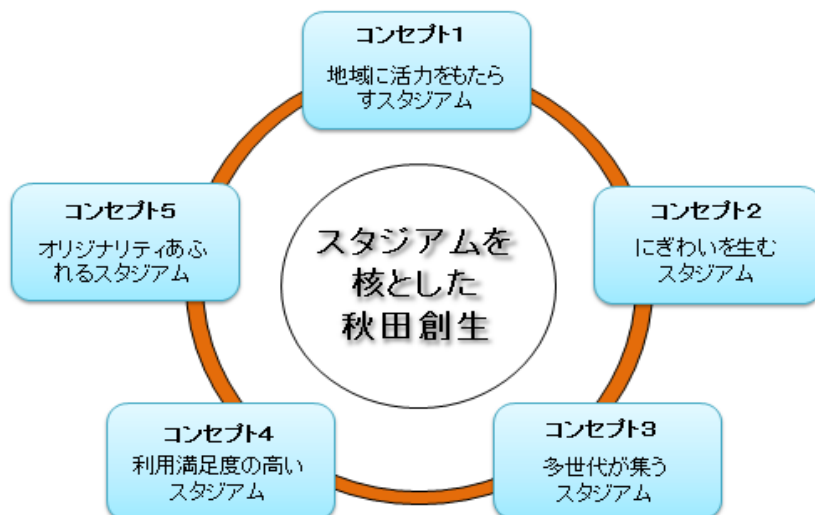 コンセプト1
地域に活力をもたら
すスタジアム
コンセプト5
オリジナリティあふ
れるスタジアム
スタジアムを
核とした
秋田創生
コンセプト2
にぎわいを生む
スタジアム
コンセプト4
利用満足度の高い
スタジアム
コンセプト3
多世代が集う
スタジアム